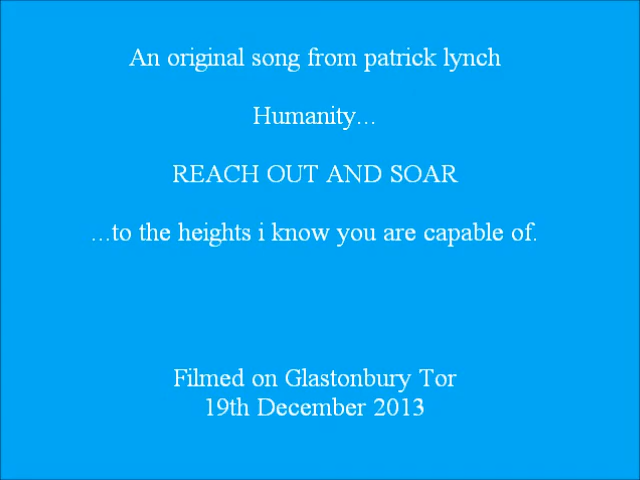 An original song from patrick lynch
Humanity...
REACH OUT AND SOAR
...to the heights i know you are capable of.
Filmed on Glastonbury Tor
19th December 2013